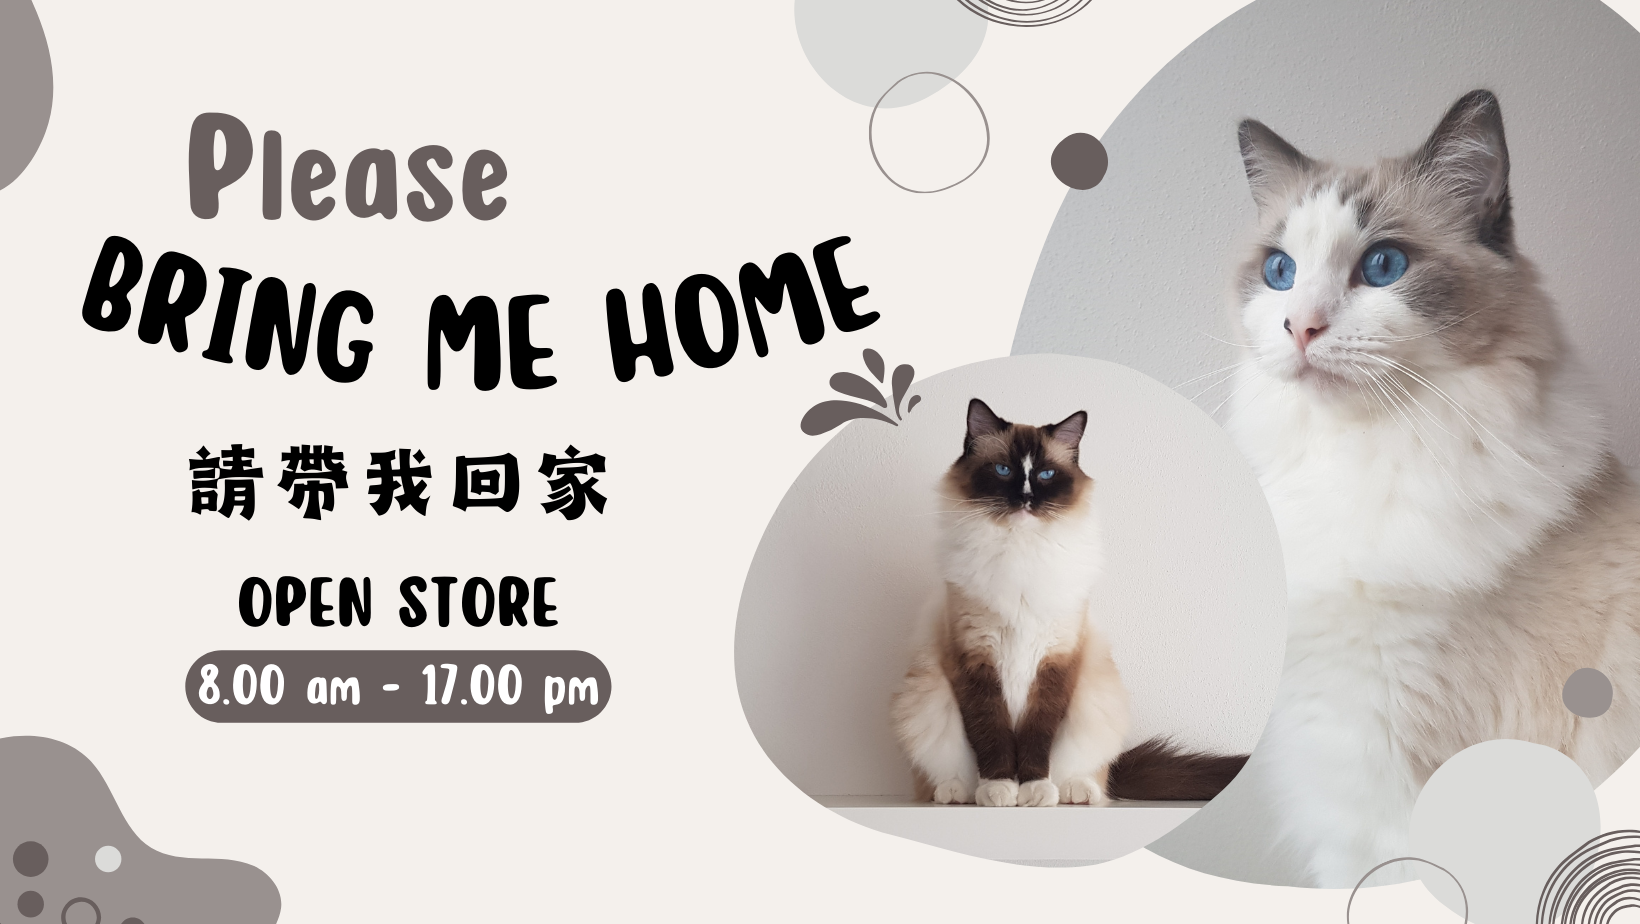 Please
BRING ME HOME
請帶我回家
OPEN STORE
8.00 am - 17.00 pm